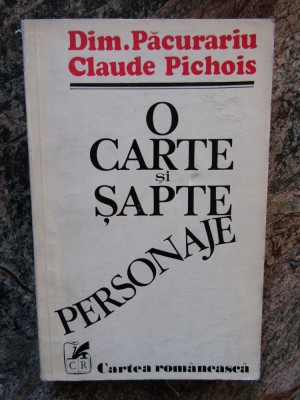 Dim. Păcurariu
Claude Pichois
O
CARTE
și
ȘAPTE
PERSONAJE
CR
Cartea românească